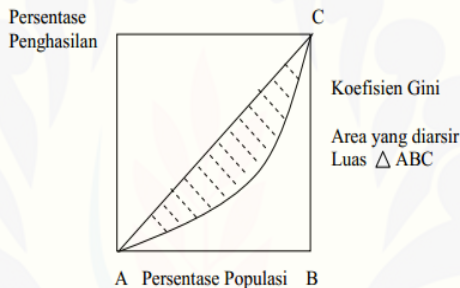 Persentase
Penghasilan
C
Koefisien Gini
Area yang diarsir
Luas △ ABC
A Persentase Populasi B